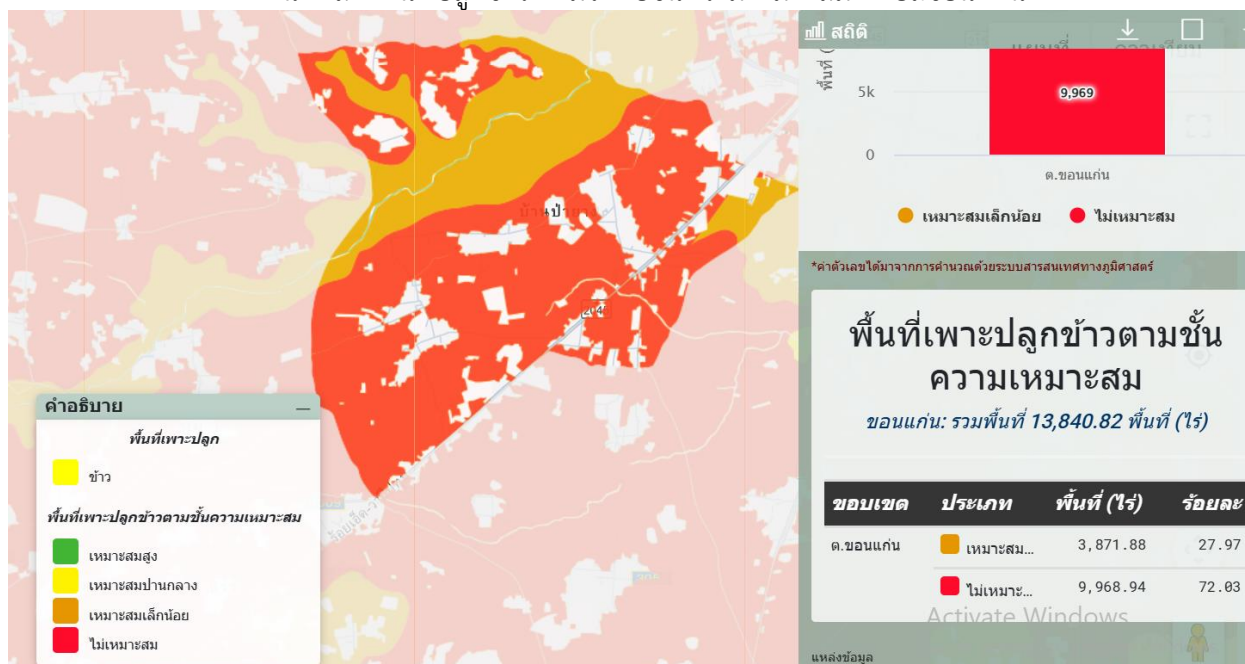 สถิติ
พื้นที่ (
5k
9,969
0
ต.ขอนแก่น
เหมาะสมเล็กน้อย ไม่เหมาะสม
*ค่าตัวเลขได้มาจากการคำนวณด้วยระบบสารสนเทศทางภูมิศาสตร์
พื้นที่เพาะปลูกข้าวตามชั้น
ความเหมาะสม
ขอนแก่น: รวมพื้นที่ 13,840.82 พื้นที่ (ไร่)
ขอบเขต ประเภท พื้นที่ (ไร่) ร้อยละ
ต.ขอนแก่น เหมาะสม... 3,871.88 27.97
ไม่เหมาะ... 9,968.94 72.03
Activate Windows
แหล่งข้อมูล
บ้านป่ายาง
2046
คำอธิบาย
พื้นที่เพาะปลูก
ข้าว
พื้นที่เพาะปลูกข้าวตามชั้นความเหมาะสม
เหมาะสมสูง
เหมาะสมปานกลาง
เหมาะสมเล็กน้อย
ไม่เหมาะสม